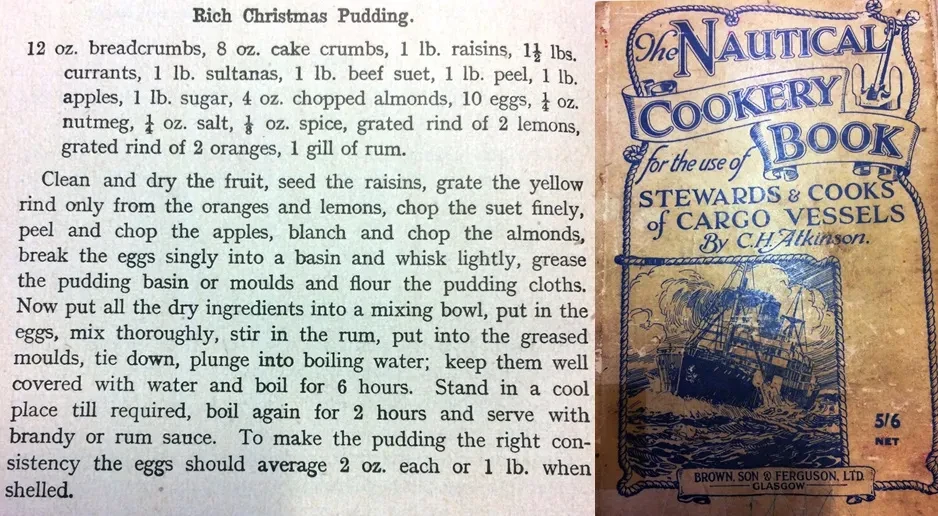 Rich Christmas Pudding.
12 oz. breadcrumbs, 8 oz. cake crumbs, 1 lb. raisins, 1½ lbs.
currants, 1 lb. sultanas, 1 lb. beef suet, 1 lb. peel, 1 lb.
apples, 1 lb. sugar, 4 oz. chopped almonds, 10 eggs, ¼ oz.
nutmeg, ¼ oz. salt, ⅛ oz. spice, grated rind of 2 lemons,
grated rind of 2 oranges, 1 gill of rum.
Clean and dry the fruit, seed the raisins, grate the yellow
rind only from the oranges and lemons, chop the suet finely,
peel and chop the apples, blanch and chop the almonds,
break the eggs singly into a basin and whisk lightly, grease
the pudding basin or moulds and flour the pudding cloths.
Now put all the dry ingredients into a mixing bowl, put in the
eggs, mix thoroughly, stir in the rum, put into the greased
moulds, tie down, plunge into boiling water; keep them well
covered with water and boil for 6 hours. Stand in a cool
place till required, boil again for 2 hours and serve with
brandy or rum sauce. To make the pudding the right con-
sistency the eggs should average 2 oz. each or 1 lb. when
shelled.
The NAUTICAL
COOKERY
BOOK
for the use of
STEWARDS & COOKS
of CARGO VESSELS
By C.H. Atkinson.
5/6
NET
BROWN, SON & FERGUSON, LTD.
GLASGOW